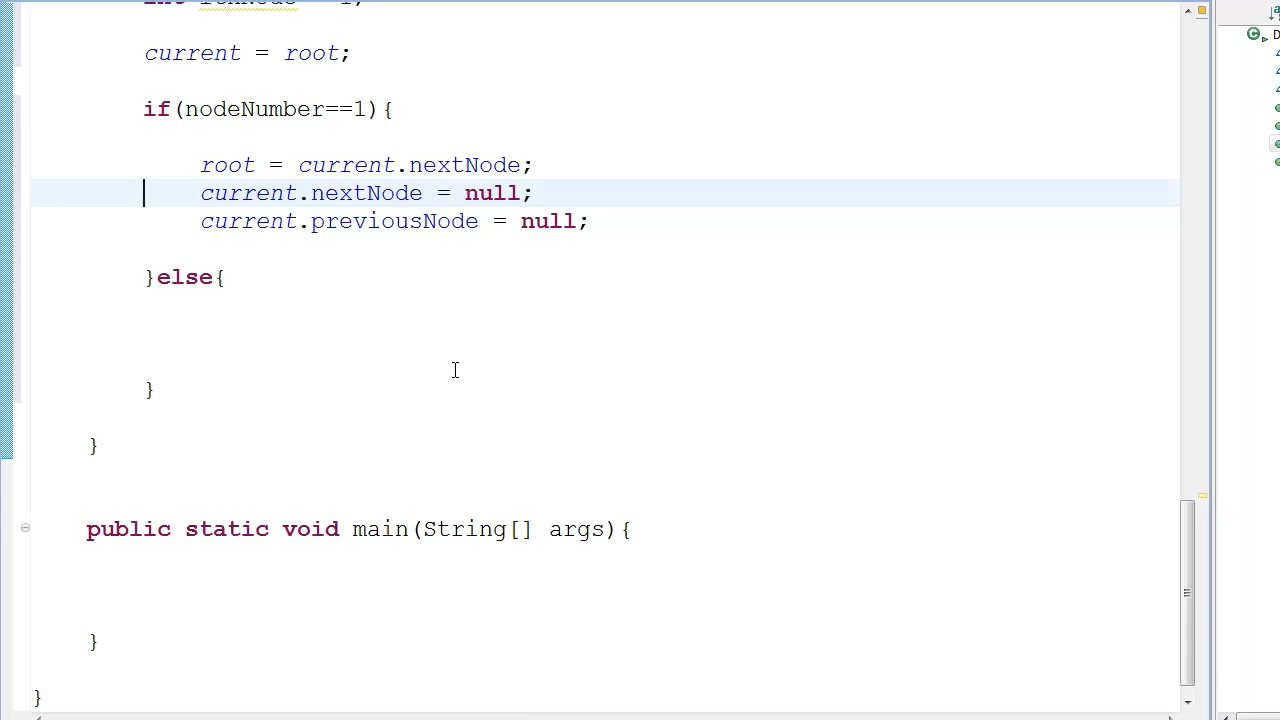 current = root;
if(nodeNumber==1){
root = current.nextNode;
current.nextNode = null;
current.previousNode = null;
}else{
}
}
public static void main(String[] args){
}
}